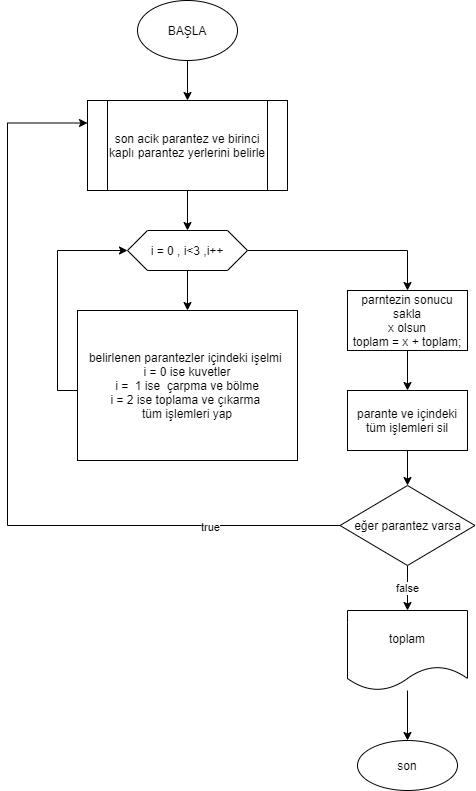 BAŞLA
son acik parantez ve birinci
kaplı parantez yerlerini belirle
i = 0 , i<3 ,i++
belirlenen parantezler içindeki işelmi
i = 0 ise kuvetler
i = 1 ise çarpma ve bölme
i = 2 ise toplama ve çıkarma
tüm işlemleri yap
parntezin sonucu
sakla
x olsun
toplam = x + toplam;
parante ve içindeki
tüm işlemleri sil
eğer parantez varsa
true
false
toplam
son